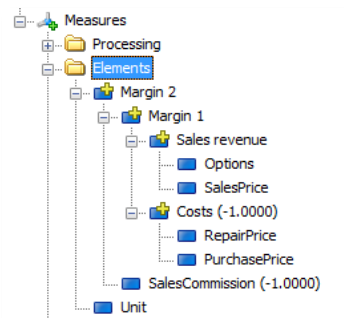 Measures
Processing
Elements
Margin 2
Margin 1
Sales revenue
Options
SalesPrice
Costs (-1.0000)
RepairPrice
PurchasePrice
SalesCommission (-1.0000)
Unit